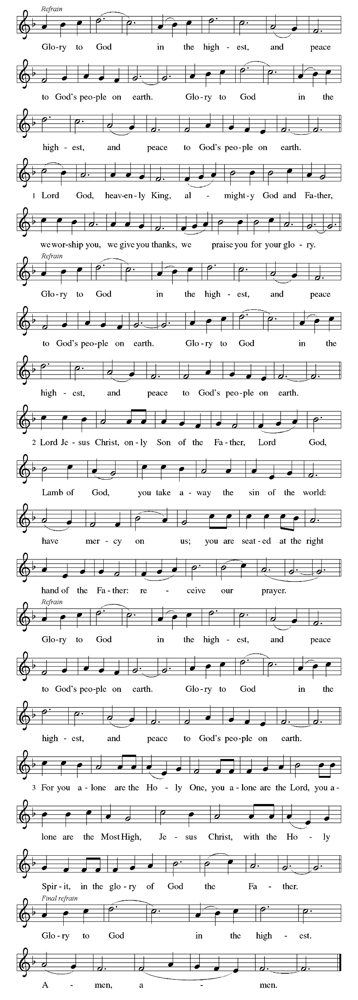 Refrain
Glo-ry to God in the high - est, and peace
to God's peo-ple on earth. Glo-ry to God in the
high - est, and peace to God's peo-ple on earth.
1 Lord God, heav-en-ly King, al - might-y God and Fa-ther,
we wor-ship you, we give you thanks, we praise you for your glo - ry.
Refrain
Glo-ry to God in the high - est, and peace
to God's peo-ple on earth. Glo-ry to God in the
high - est, and peace to God's peo-ple on earth.
2 Lord Je - sus Christ, on-ly Son of the Fa-ther, Lord God,
Lamb of God, you take a - way the sin of the world:
have mer - cy on us; you are seat-ed at the right
hand of the Fa-ther: re - ceive our prayer.
Refrain
Glo-ry to God in the high - est, and peace
to God's peo-ple on earth. Glo-ry to God in the
high - est, and peace to God's peo-ple on earth.
3 For you a - lone are the Ho - ly One, you a - lone are the Lord, you a -
lone are the Most High, Je - sus Christ, with the Ho - ly
Spir - it, in the glo - ry of God the Fa - ther.
Final refrain
Glo - ry to God in the high - est.
A - men, a - men.